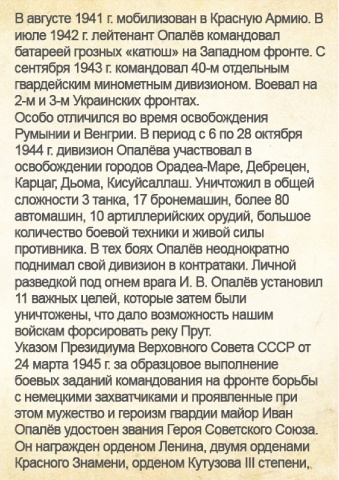 В августе 1941 г. мобилизован в Красную Армию. В
июле 1942 г. лейтенант Опалёв командовал
батареей грозных «катюш» на Западном фронте. С
сентября 1943 г. командовал 40-м отдельным
гвардейским минометным дивизионом. Воевал на
2-м и 3-м Украинских фронтах.
Особо отличился во время освобождения
Румынии и Венгрии. В период с 6 по 28 октября
1944 г. дивизион Опалёва участвовал в
освобождении городов Орадеа-Маре, Дебрецен,
Карцаг, Дьома, Кисуйсаллаш. Уничтожил в общей
сложности 3 танка, 17 бронемашин, более 80
автомашин, 10 артиллерийских орудий, большое
количество боевой техники и живой силы
противника. В тех боях Опалёв неоднократно
поднимал свой дивизион в контратаки. Личной
разведкой под огнем врага И. В. Опалёв установил
11 важных целей, которые затем были
уничтожены, что дало возможность нашим
войскам форсировать реку Прут.
Указом Президиума Верховного Совета СССР от
24 марта 1945 г. за образцовое выполнение
боевых заданий командования на фронте борьбы
с немецкими захватчиками и проявленные при
этом мужество и героизм гвардии майор Иван
Опалёв удостоен звания Героя Советского Союза.
Он награжден орденом Ленина, двумя орденами
Красного Знамени, орденом Кутузова III степени,